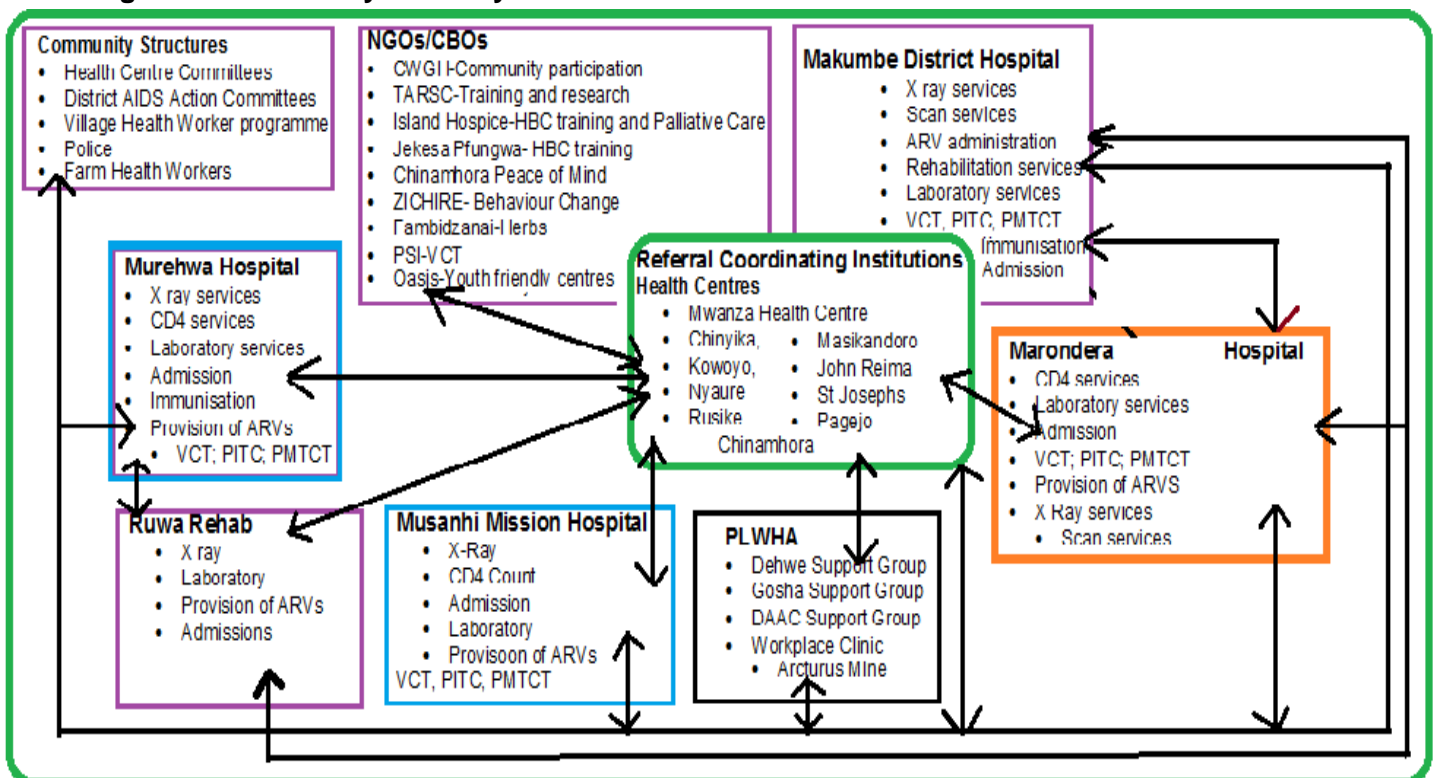 Community Structures
• Health Centre Committees
• District AIDS Action Committees
• Village Health Worker programme
• Police
• Farm Health Workers
NGOs/CBOs
• Community participation
• TARSC-Training and research
• Island Hospice-HBC training and Palliative Care
• Jekesa Pfungwa- HBC training
• Chinamhora Peace of Mind
• ZICHIRE- Behaviour Change
• Fambidzanai-Herbs
• PSI-VCT
• Oasis-Youth friendly centres
Makumbe District Hospital
• X ray services
• Scan services
• ARV administration
• Rehabilitation services
• Laboratory services
• VCT, PITC, PMTCT
Immunisation
Admission
Murehwa Hospital
• X ray services
• CD4 services
• Laboratory services
• Admission
• Immunisation
• Provision of ARVs
• VCT; PITC; PMTCT
Referral Coordinating Institutions
Health Centres
• Mwanza Health Centre
• Chinyika,
• Kowoyo,
• Nyaure
• Rusike
• Masikandoro
• John Reima
• St Josephs
• Pagejo
Chinamhora
Marondera Hospital
• CD4 services
• Laboratory services
• Admission
• VCT; PITC; PMTCT
• Provision of ARVS
• X Ray services
• Scan services
Ruwa Rehab
• X ray
• Laboratory
• Provision of ARVs
• Admissions
Musanhi Mission Hospital
• X-Ray
• CD4 Count
• Admission
• Laboratory
• Provisoon of ARVs
VCT, PITC, PMTCT
PLWHA
• Dehwe Support Group
• Gosha Support Group
• DAAC Support Group
• Workplace Clinic
• Arcturus Mine